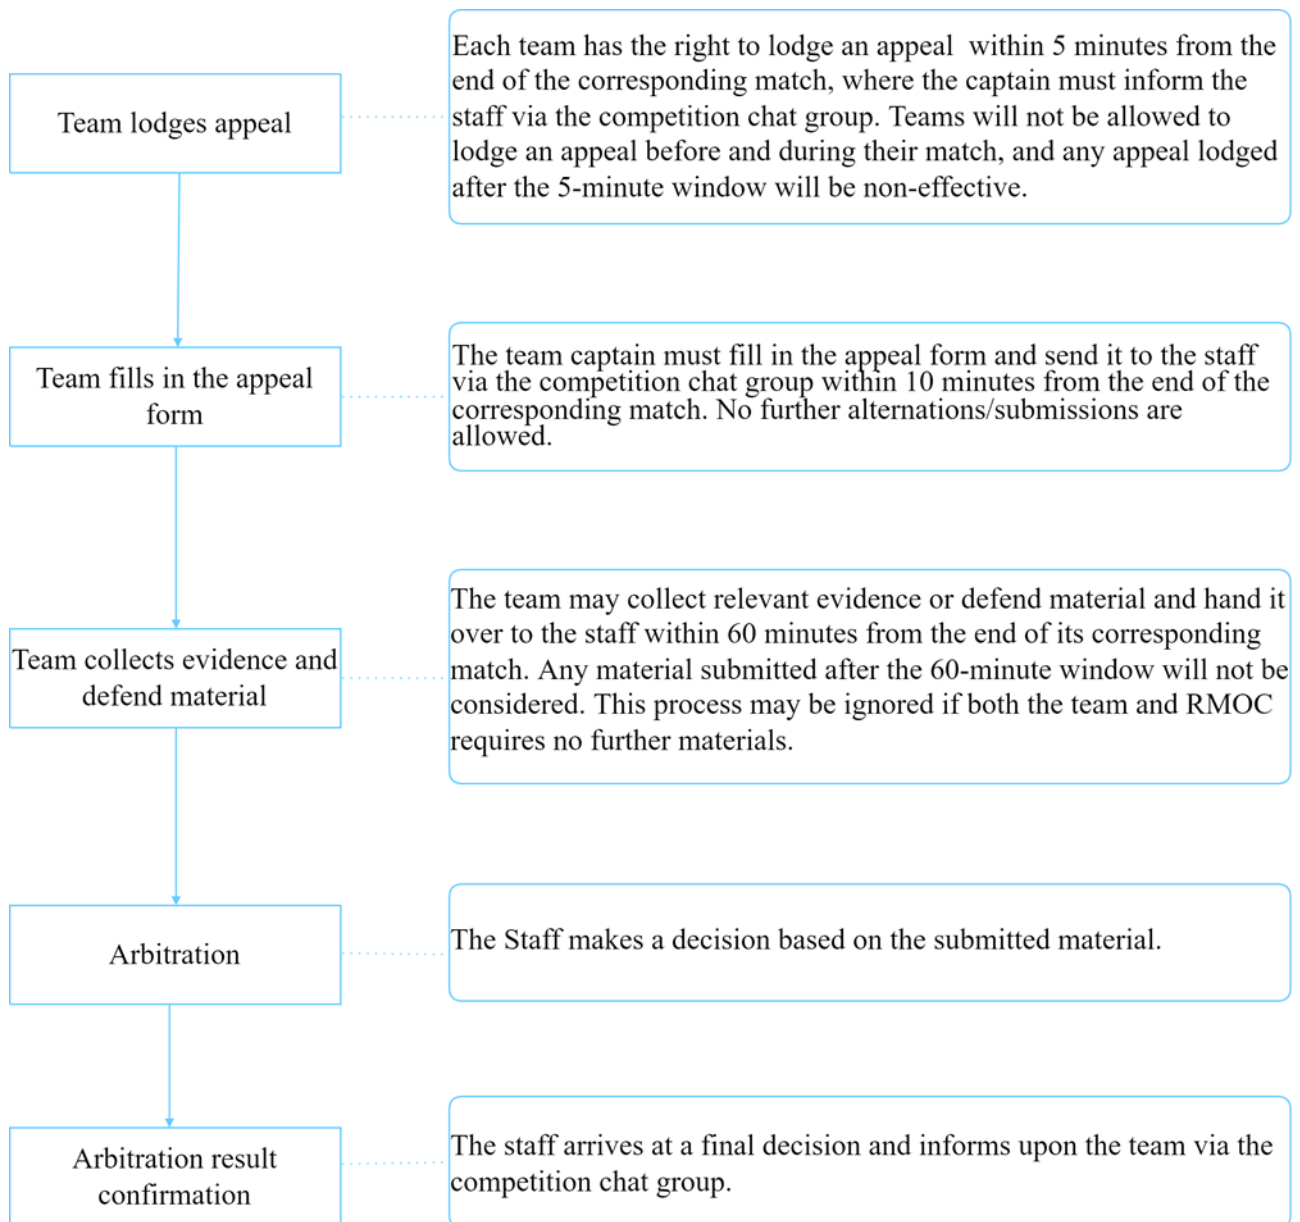 Team lodges appeal
Each team has the right to lodge an appeal  within 5 minutes from the
end of the corresponding match, where the captain must inform the
staff via the competition chat group. Teams will not be allowed to
lodge an appeal before and during their match, and any appeal lodged
after the 5-minute window will be non-effective.
Team fills in the appeal
form
The team captain must fill in the appeal form and send it to the staff
via the competition chat group within 10 minutes from the end of the
corresponding match. No further alternations/submissions are
allowed.
Team collects evidence and
defend material
The team may collect relevant evidence or defend material and hand it
over to the staff within 60 minutes from the end of its corresponding
match. Any material submitted after the 60-minute window will not be
considered. This process may be ignored if both the team and RMOC
requires no further materials.
Arbitration
The Staff makes a decision based on the submitted material.
Arbitration result
confirmation
The staff arrives at a final decision and informs upon the team via the
competition chat group.